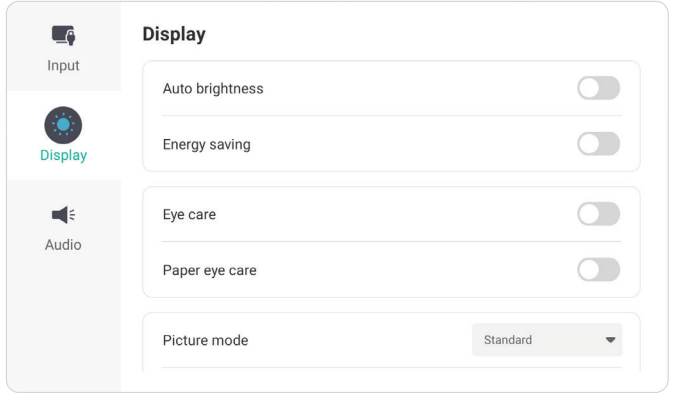 Input
Display
Audio
Display
Auto brightness
Energy saving
Eye care
Paper eye care
Picture mode
Standard